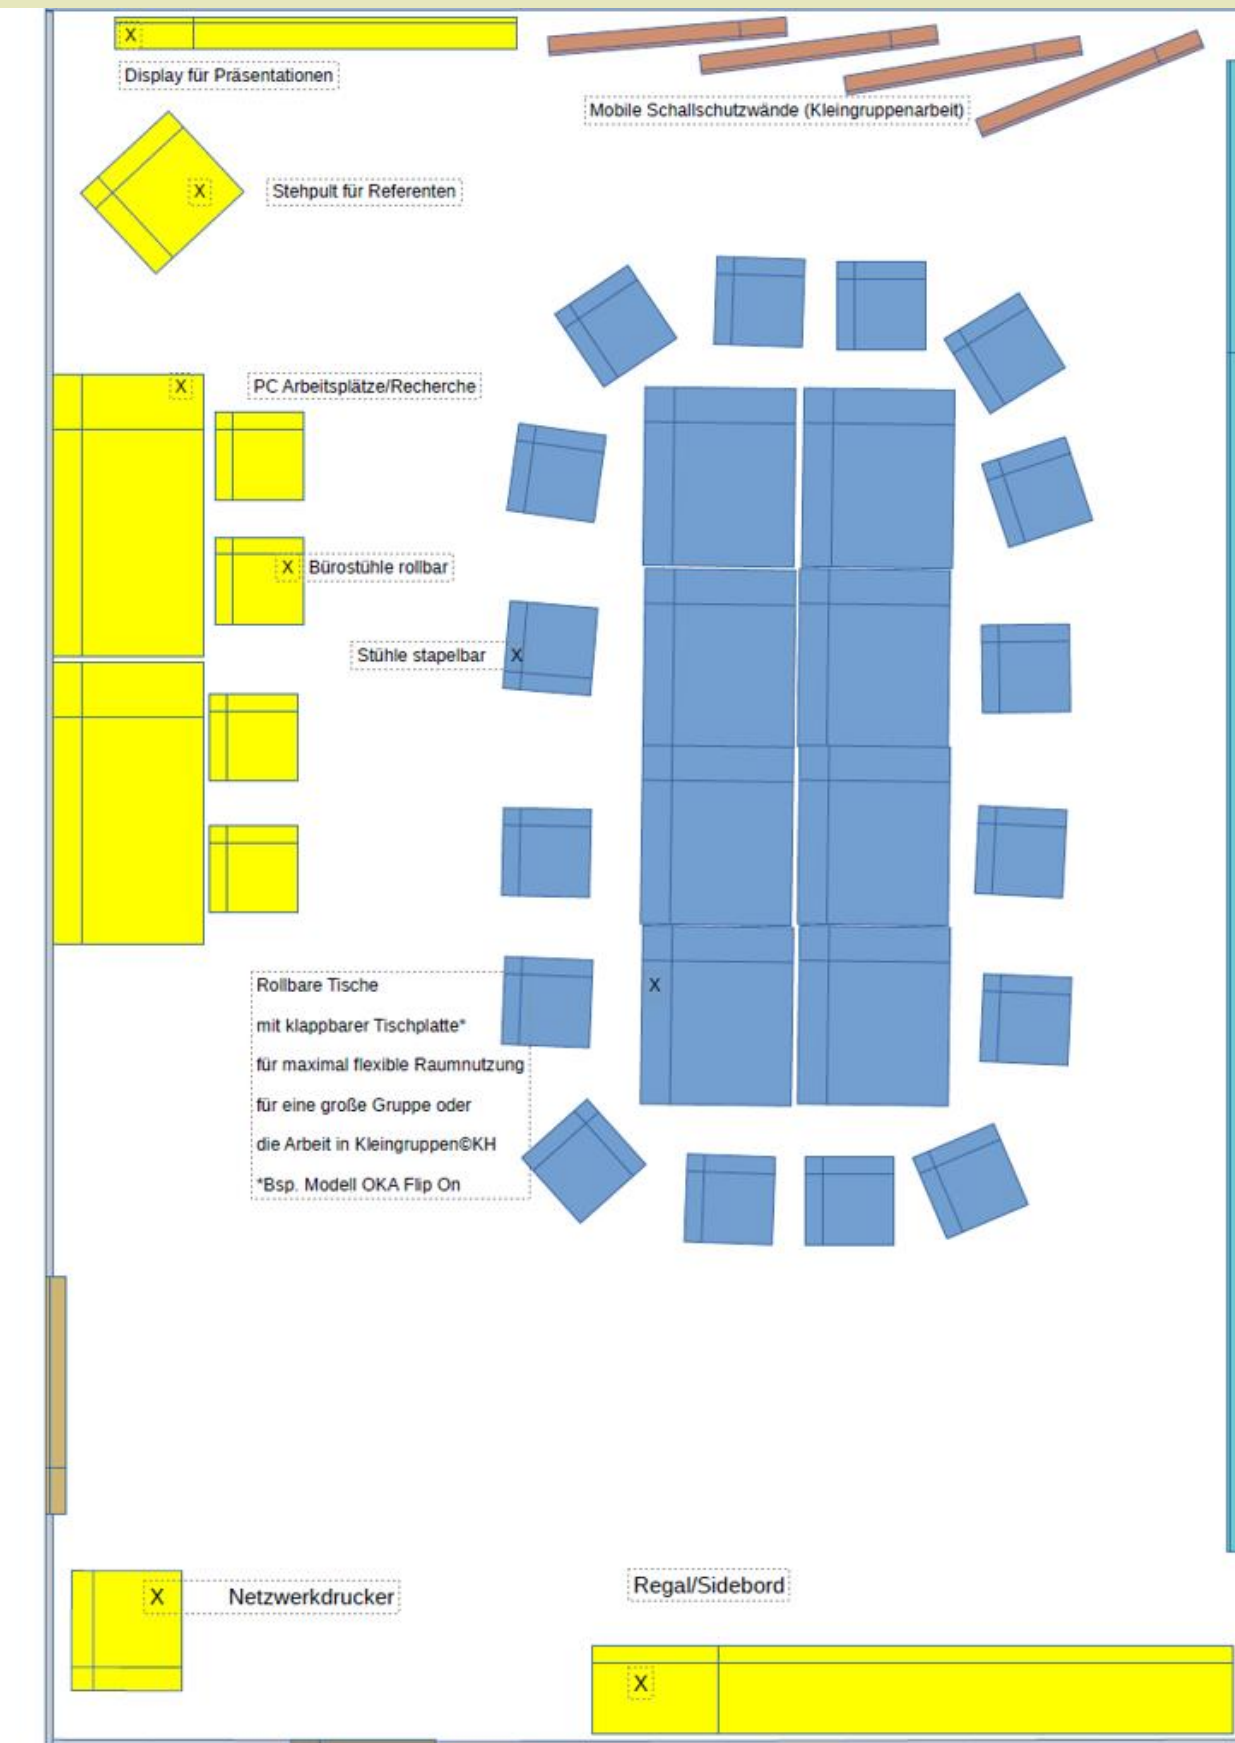 X
Display für Präsentationen
Mobile Schallschutzwände (Kleingruppenarbeit)
X Stehpult für Referenten
X PC Arbeitsplätze/Recherche
X Bürostühle rollbar
Stühle stapelbar X
Rollbare Tische
X
mit klappbarer Tischplatte*
für maximal flexible Raumnutzung
für eine große Gruppe oder
die Arbeit in Kleingruppen©KH
*Bsp. Modell OKA Flip On
X Netzwerkdrucker
Regal/Sidebord
X